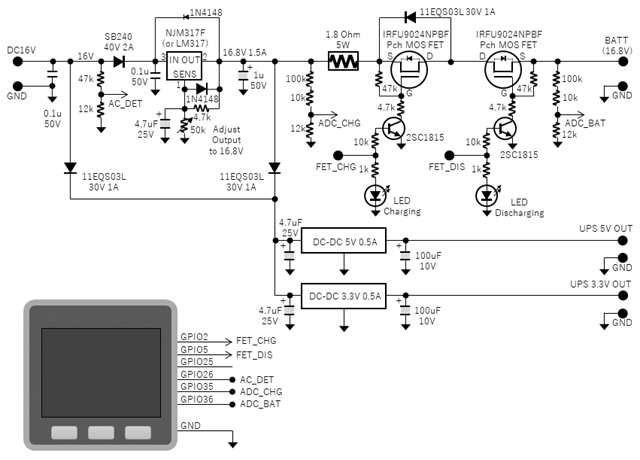 1N4148
11EQS03L 30V 1A
SB240
40V 2A
NJM317F
(or LM317)
1.8 Ohm
5W
IRFU9024NPBF
Pch MOS FET
IRFU9024NPBF
Pch MOS FET
BATT
(16.8V)
DC16V
16V
IN OUT
SENS
16.8V 1.5A
S
D
G
D
S
G
GND
0.1u
50V
47k
AC_DET
12k
0.1u
50V
1
1N4148
4.7k
4.7uF
25V
50k
Adjust
Output
to 16.8V
1u
50V
100k
10k
ADC_CHG
12k
47k
4.7k
10k
2SC1815
FET_CHG
1k
LED
Charging
47k
4.7k
10k
2SC1815
FET_DIS
1k
LED
Discharging
100k
10k
ADC_BAT
12k
GND
11EQS03L
30V 1A
11EQS03L
30V 1A
4.7uF
25V
DC-DC 5V 0.5A
100uF
10V
UPS 5V OUT
GND
4.7uF
25V
DC-DC 3.3V 0.5A
100uF
10V
UPS 3.3V OUT
GND
GPIO2
FET_CHG
GPIO5
FET_DIS
GPIO25
GPIO26
AC_DET
GPIO35
ADC_CHG
GPIO36
ADC_BAT
GND